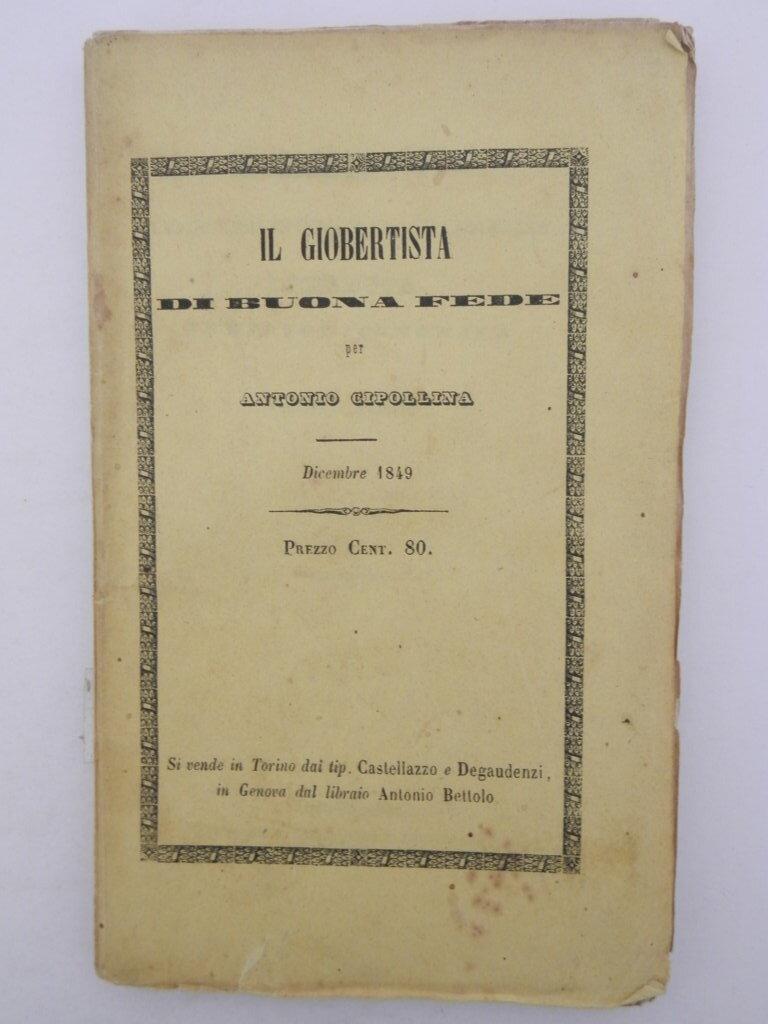 IL GIOBERTISTA
DI BUONA FEDE
per
ANTONIO CIPOLLINA
Dicembre 1849
PREZZO CENT. 80.
Si vende in Torino dai tip. Castellazzo e Degaudenzi,
in Genova dal libraio Antonio Bettolo